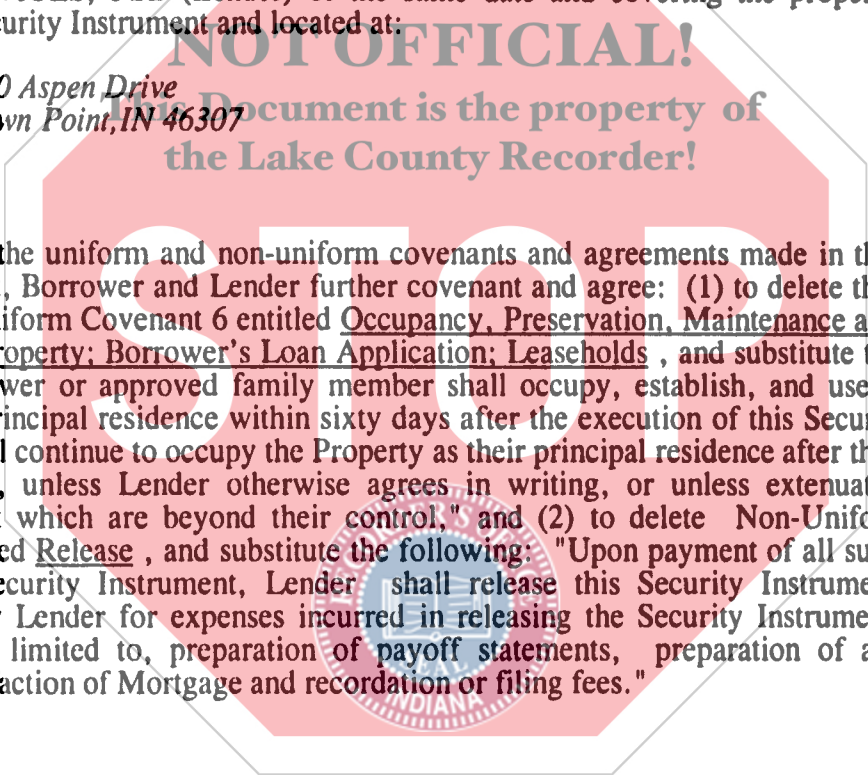 curity Instrument and located at:
NOT OFFICIAL!
0 Aspen Drive
This Document is the property of
wn Point, IN 46307
the Lake County Recorder!
STOP
the uniform and non-uniform covenants and agreements made in th
, Borrower and Lender further covenant and agree: (1) to delete th
iform Covenant 6 entitled Occupancy, Preservation, Maintenance a
roperty; Borrower's Loan Application; Leaseholds , and substitute
wer or approved family member shall occupy, establish, and use
rincipal residence within sixty days after the execution of this Secur
l continue to occupy the Property as their principal residence after th
, unless Lender otherwise agrees in writing, or unless extenuat
which are beyond their control," and (2) to delete Non-Unifo
ed Release , and substitute the following: "Upon payment of all su
ecurity Instrument, Lender shall release this Security Instrume
Lender for expenses incurred in releasing the Security Instrume
limited to, preparation of payoff statements, preparation of a
action of Mortgage and recordation or filing fees."
SEAL
INDIANA